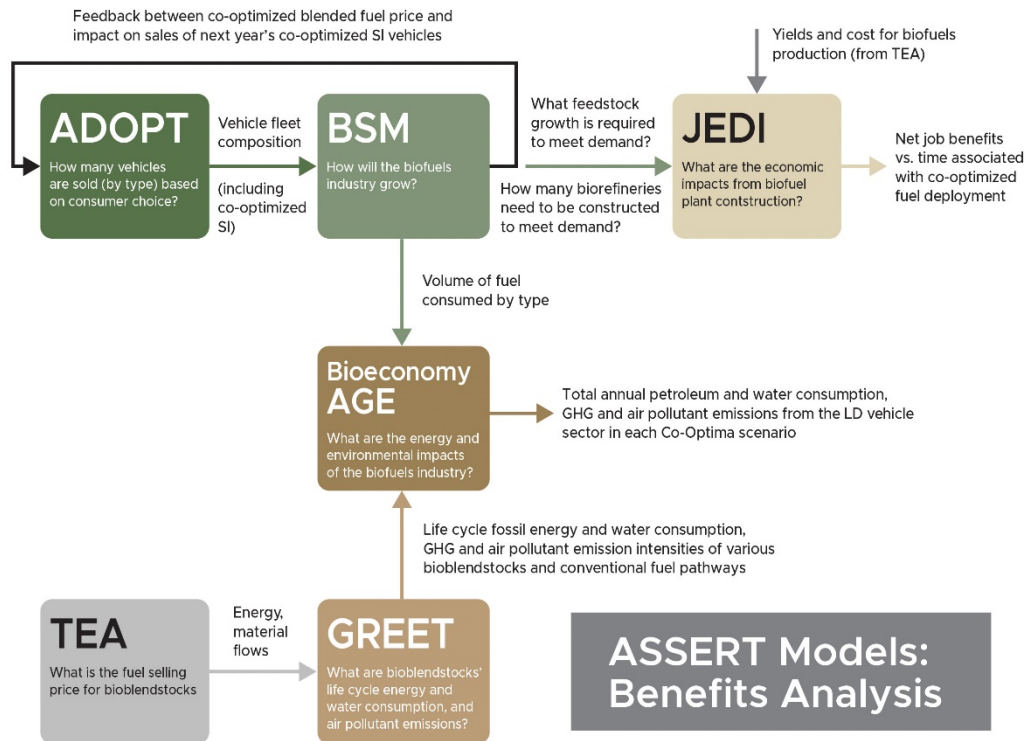 Feedback between co-optimized blended fuel price and
impact on sales of next year's co-optimized SI vehicles
Yields and cost for biofuels
production (from TEA)
ADOPT
How many vehicles
are sold (by type) based
on consumer choice?
Vehicle fleet
composition
(including
co-optimized
SI)
BSM
How will the biofuels
industry grow?
What feedstock
growth is required
to meet demand?
How many biorefineries
need to be constructed
to meet demand?
JEDI
What are the economic
impacts from biofuel
plant contstruction?
Net job benefits
vs. time associated
with co-optimized
fuel deployment
Volume of fuel
consumed by type
Bioeconomy
AGE
What are the energy and
environmental impacts
of the biofuels industry?
Total annual petroleum and water consumption,
GHG and air pollutant emissions from the LD vehicle
sector in each Co-Optima scenario
Life cycle fossil energy and water consumption,
GHG and air pollutant emission intensities of various
bioblendstocks and conventional fuel pathways
TEA
What is the fuel selling
price for bioblendstocks
Energy,
material
flows
GREET
What are bioblendstocks'
life cycle energy and
water consumption, and
air pollutant emissions?
ASSERT Models:
Benefits Analysis